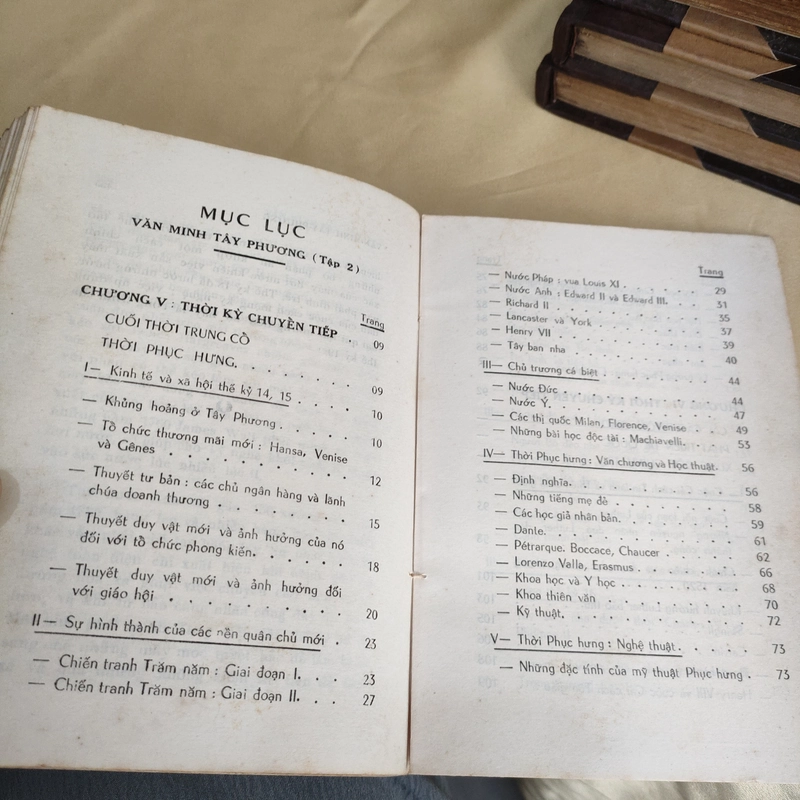 MỤC LỤC
VĂN MINH TÂY PHƯƠNG (Tập 2)
Trang
CHƯƠNG V : THỜI KỲ CHUYỂN TIẾP . 09
CUỐI THỜI TRUNG CỔ
THỜI PHỤC HƯNG. . . . . . . 09
I— Kinh tế và xã hội thế kỷ 14, 15 . . . . 10
— Khủng hoảng ở Tây Phương . . . . . 10
— Tổ chức thương mãi mới : Hansa, Venise
và Gênes . . . . . . . . . . 12
— Thuyết tư bản : các chủ ngân hàng và lãnh
chúa doanh thương . . . . . . . 15
— Thuyết duy vật mới và ảnh hưởng của nó
đối với tổ chức phong kiến. . . . . . 18
— Thuyết duy vật mới và ảnh hưởng đối
với giáo hội . . . . . . . . . 20
II— Sự hình thành của các nền quân chủ mới . 23
— Chiến tranh Trăm năm : Giai đoạn I. . . 23
— Chiến tranh Trăm năm : Giai đoạn II. . . 27
Trang
— Nước Pháp : vua Louis XI . . . . . . 29
— Nước Anh : Edward II và Edward III. . . . 31
— Richard II . . . . . . . . . . 35
— Lancaster và York . . . . . . . . 37
— Henry VII . . . . . . . . . . 39
— Tây ban nha . . . . . . . . . 40
III— Chủ trương cá biệt . . . . . . . . 44
— Nước Đức . . . . . . . . . . 44
— Nước Ý. . . . . . . . . . . 47
— Các thị quốc Milan, Florence, Venise . . . 49
— Những bài học độc tài : Machiavelli. . . . 53
IV— Thời Phục hưng : Văn chương và Học thuật. . 56
— Định nghĩa. . . . . . . . . . 56
— Những tiếng mẹ đẻ . . . . . . . 58
— Các học giả nhân bản. . . . . . . 59
— Dante. . . . . . . . . . . 61
— Pétrarque. Boccace, Chaucer . . . . . . 62
— Lorenzo Valla, Erasmus . . . . . . . 66
— Khoa học và Y học . . . . . . . . 68
— Khoa thiên văn . . . . . . . . 70
— Kỹ thuật. . . . . . . . . . . 72
V— Thời Phục hưng : Nghệ thuật. . . . . . 73
— Những đặc tính của mỹ thuật Phục hưng . . 73